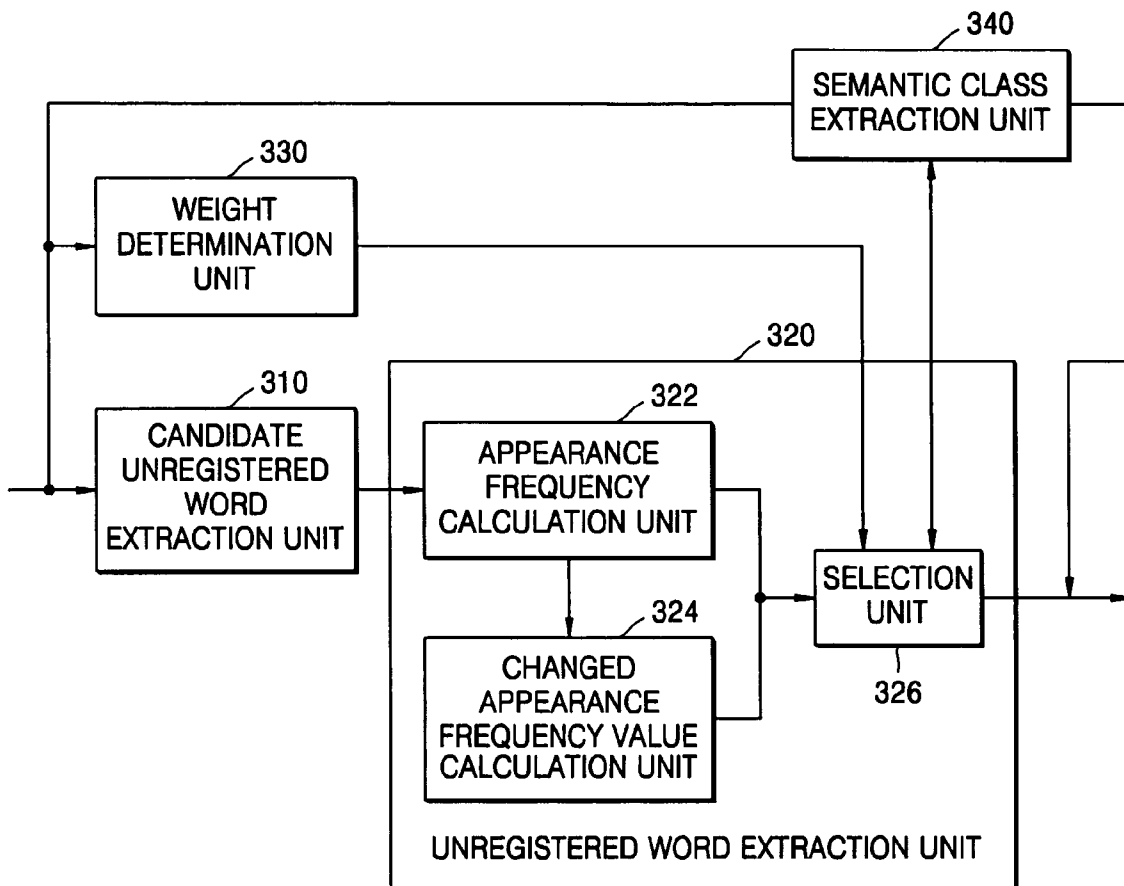 340
SEMANTIC CLASS
EXTRACTION UNIT
330
WEIGHT
DETERMINATION
UNIT
320
310
CANDIDATE
UNREGISTERED
WORD
EXTRACTION UNIT
322
APPEARANCE
FREQUENCY
CALCULATION UNIT
SELECTION
UNIT
326
324
CHANGED
APPEARANCE
FREQUENCY VALUE
CALCULATION UNIT
UNREGISTERED WORD EXTRACTION UNIT